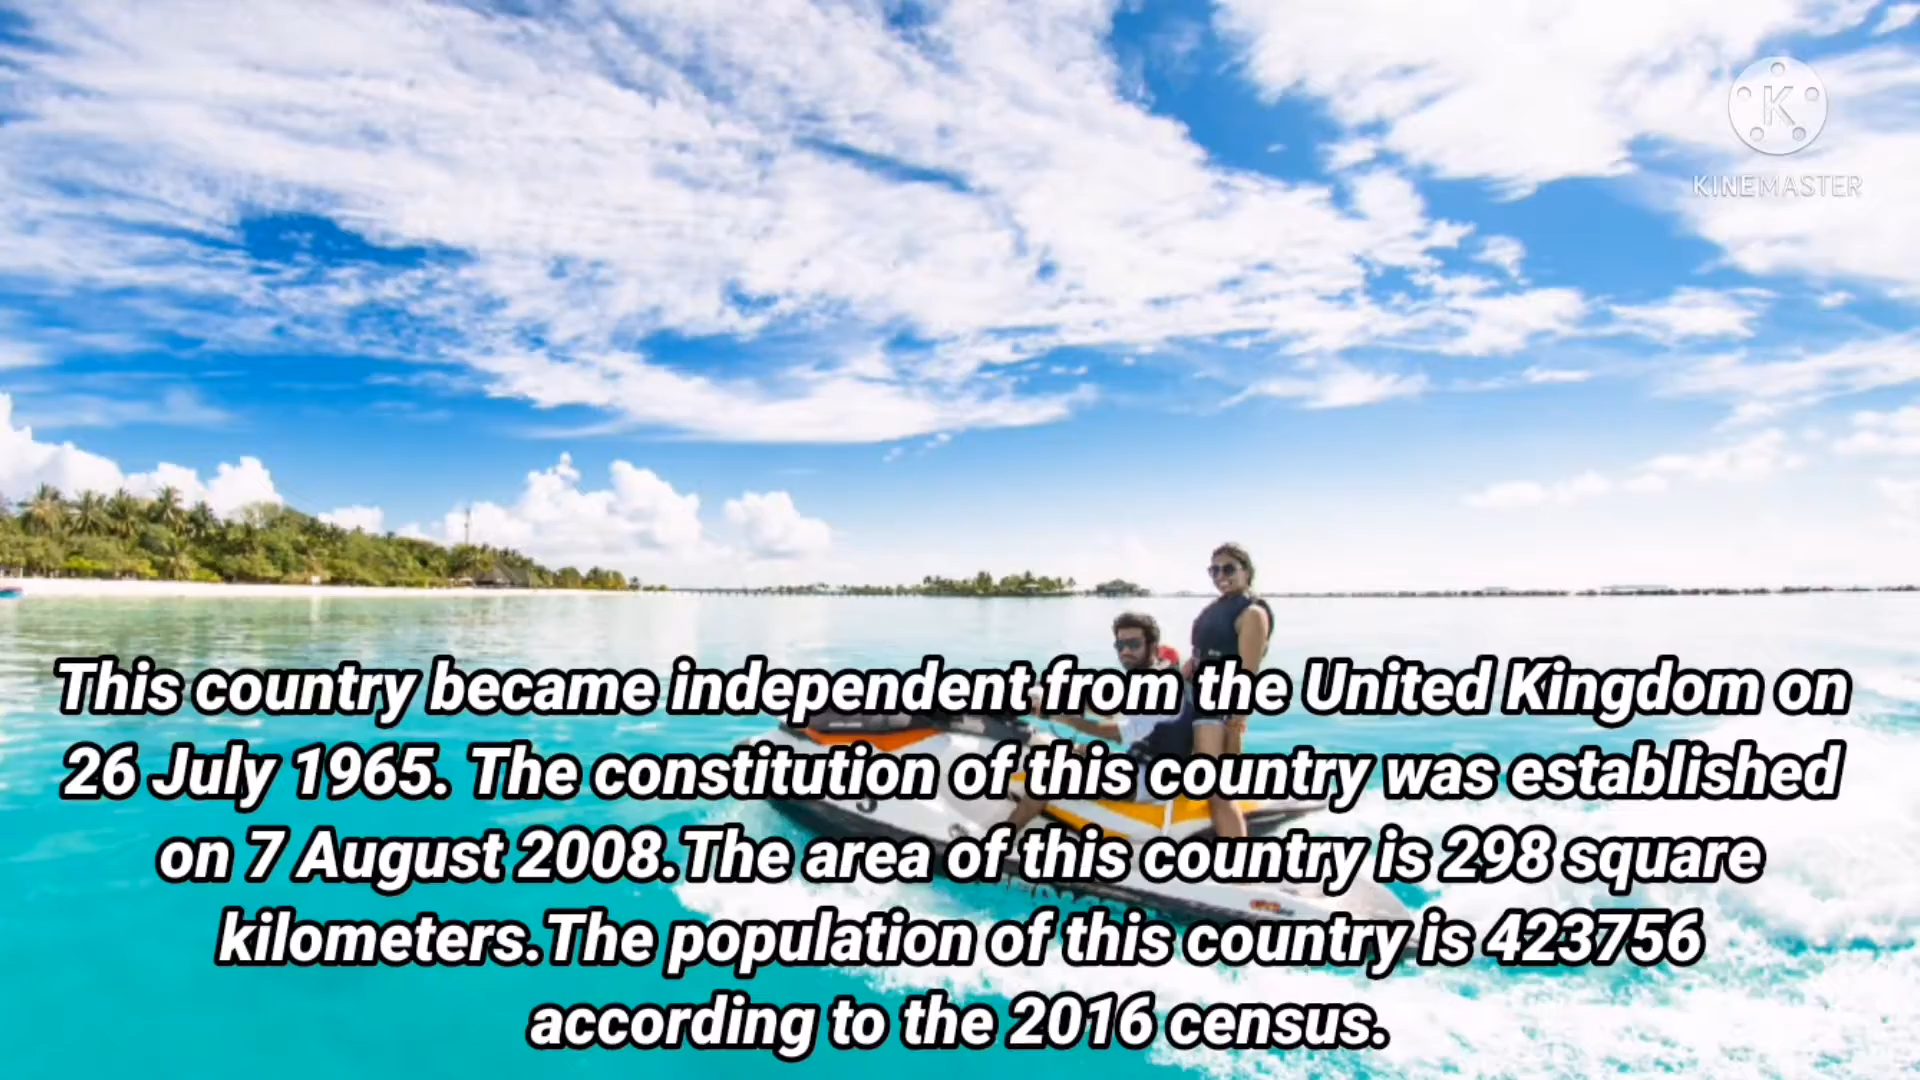 KINEMASTER
This country became independent from the United Kingdom on
26 July 1965. The constitution of this country was established
on 7 August 2008.The area of this country is 298 square
kilometers.The population of this country is 423756
according to the 2016 census.